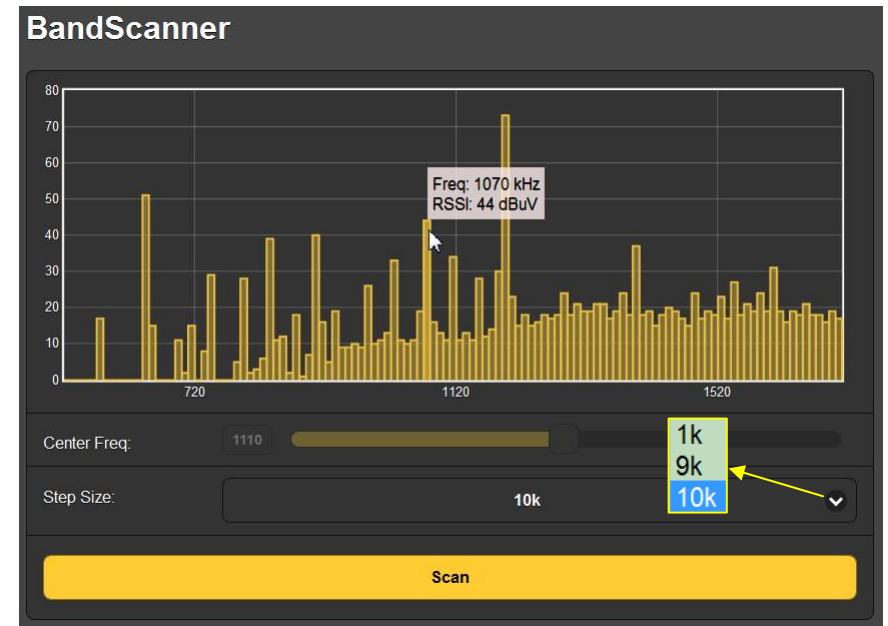 BandScanner
80
70
60
50
40
30
20
10
0
Freq: 1070 kHz
RSSI: 44 dBuV
720 1120 1520
Center Freq: 1110
1k
9k
10k
Step Size: 10k
Scan